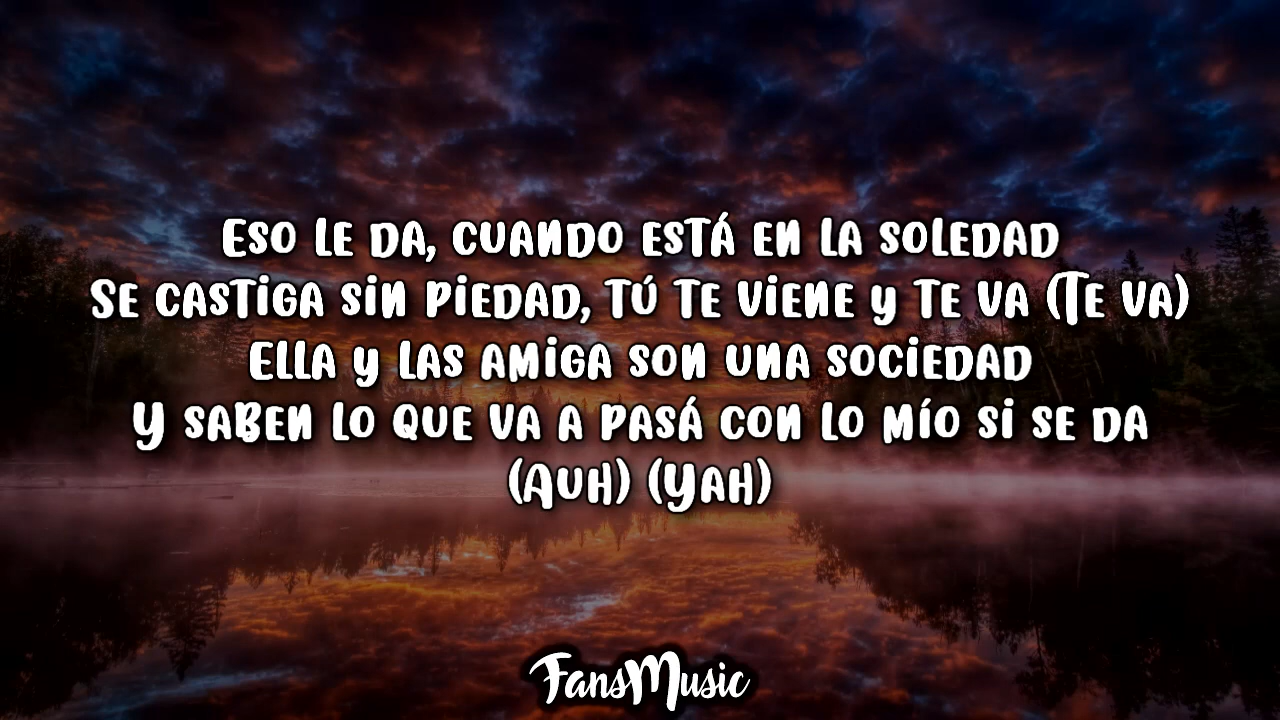 Eso le da, cuando está en la soledad
Se castiga sin piedad, tú te viene y te va (Te va)
Ella y las amiga son una sociedad
Y saben lo que va a pasá con lo mío si se da
(Auh) (Yah)
FansMusic